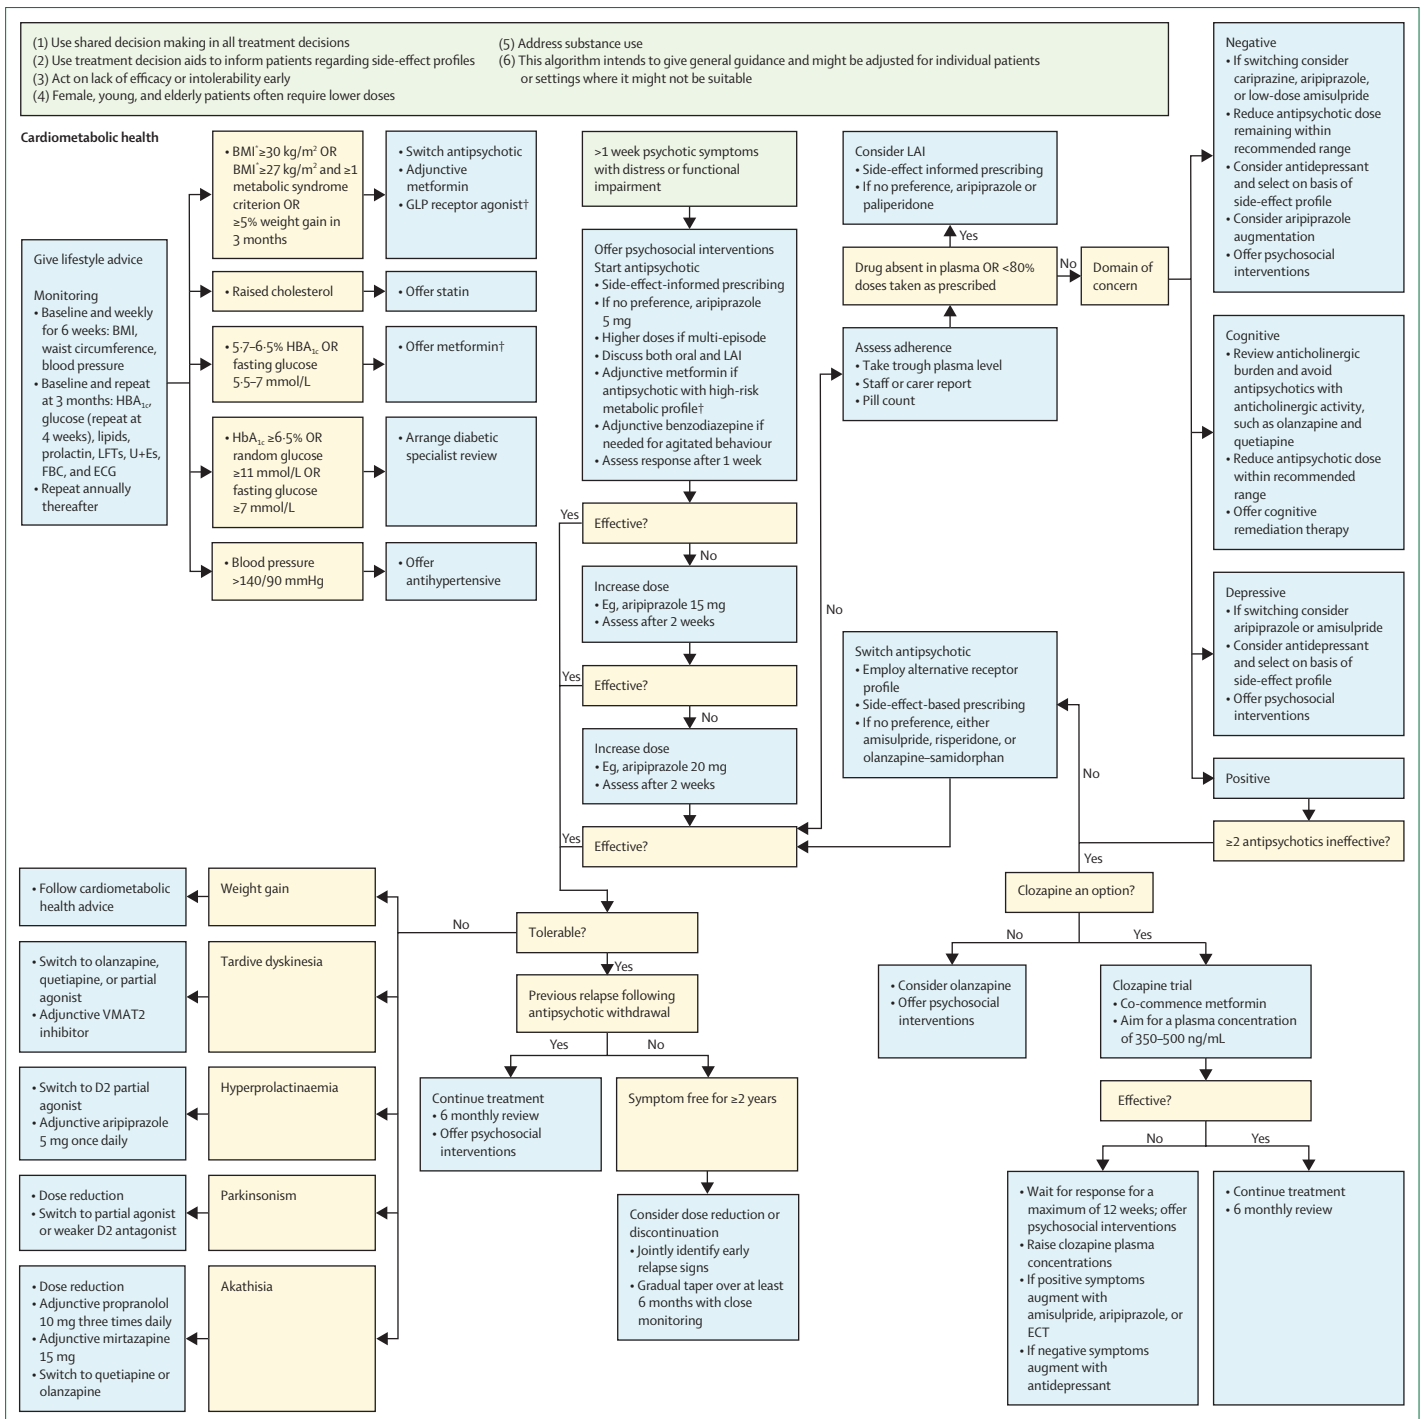 (1) Use shared decision making in all treatment decisions
(2) Use treatment decision aids to inform patients regarding side-effect profiles
(3) Act on lack of efficacy or intolerability early
(4) Female, young, and elderly patients often require lower doses
(5) Address substance use
(6) This algorithm intends to give general guidance and might be adjusted for individual patients
or settings where it might not be suitable
Cardiometabolic health
Give lifestyle advice
Monitoring
• Baseline and weekly
for 6 weeks: BMI,
waist circumference,
blood pressure
• Baseline and repeat
at 3 months: HBA1c,
glucose (repeat at
4 weeks), lipids,
prolactin, LFTs, U+Es,
FBC, and ECG
• Repeat annually
thereafter
• BMI*≥30 kg/m² OR
BMI*≥27 kg/m² and ≥1
metabolic syndrome
criterion OR
≥5% weight gain in
3 months
• Switch antipsychotic
• Adjunctive
metformin
• GLP receptor agonist†
• Raised cholesterol
• Offer statin
• 5·7–6·5% HBA1c OR
fasting glucose
5·5–7 mmol/L
• Offer metformin†
• HbA1c ≥6·5% OR
random glucose
≥11 mmol/L OR
fasting glucose
≥7 mmol/L
• Arrange diabetic
specialist review
• Blood pressure
>140/90 mmHg
• Offer
antihypertensive
>1 week psychotic symptoms
with distress or functional
impairment
Offer psychosocial interventions
Start antipsychotic
• Side-effect-informed prescribing
• If no preference, aripiprazole
5 mg
• Higher doses if multi-episode
• Discuss both oral and LAI
• Adjunctive metformin if
antipsychotic with high-risk
metabolic profile†
• Adjunctive benzodiazepine if
needed for agitated behaviour
• Assess response after 1 week
Yes
Effective?
No
Increase dose
• Eg, aripiprazole 15 mg
• Assess after 2 weeks
Yes
Effective?
No
Increase dose
• Eg, aripiprazole 20 mg
• Assess after 2 weeks
Yes
Effective?
No
Consider LAI
• Side-effect informed prescribing
• If no preference, aripiprazole or
paliperidone
Yes
Drug absent in plasma OR <80%
doses taken as prescribed
No
Domain of
concern
Assess adherence
• Take trough plasma level
• Staff or carer report
• Pill count
Switch antipsychotic
• Employ alternative receptor
profile
• Side-effect-based prescribing
• If no preference, either
amisulpride, risperidone, or
olanzapine–samidorphan
No
Negative
• If switching consider
cariprazine, aripiprazole,
or low-dose amisulpride
• Reduce antipsychotic dose
remaining within
recommended range
• Consider antidepressant
and select on basis of
side-effect profile
• Consider aripiprazole
augmentation
• Offer psychosocial
interventions
Cognitive
• Review anticholinergic
burden and avoid
antipsychotics with
anticholinergic activity,
such as olanzapine and
quetiapine
• Reduce antipsychotic dose
within recommended
range
• Offer cognitive
remediation therapy
Depressive
• If switching consider
aripiprazole or amisulpride
• Consider antidepressant
and select on basis of
side-effect profile
• Offer psychosocial
interventions
Positive
≥2 antipsychotics ineffective?
Yes
Clozapine an option?
No
Yes
• Consider olanzapine
• Offer psychosocial
interventions
Clozapine trial
• Co-commence metformin
• Aim for a plasma concentration
of 350–500 ng/mL
Effective?
No
Yes
• Wait for response for a
maximum of 12 weeks; offer
psychosocial interventions
• Raise clozapine plasma
concentrations
• If positive symptoms
augment with
amisulpride, aripiprazole, or
ECT
• If negative symptoms
augment with
antidepressant
• Continue treatment
• 6 monthly review
Tolerable?
No
Yes
Previous relapse following
antipsychotic withdrawal
Yes
No
Continue treatment
• 6 monthly review
• Offer psychosocial
interventions
Symptom free for ≥2 years
Consider dose reduction or
discontinuation
• Jointly identify early
relapse signs
• Gradual taper over at least
6 months with close
monitoring
Weight gain
• Follow cardiometabolic
health advice
Tardive dyskinesia
• Switch to olanzapine,
quetiapine, or partial
agonist
• Adjunctive VMAT2
inhibitor
Hyperprolactinaemia
• Switch to D2 partial
agonist
• Adjunctive aripiprazole
5 mg once daily
Parkinsonism
• Dose reduction
• Switch to partial agonist
or weaker D2 antagonist
Akathisia
• Dose reduction
• Adjunctive propranolol
10 mg three times daily
• Adjunctive mirtazapine
15 mg
• Switch to quetiapine or
olanzapine